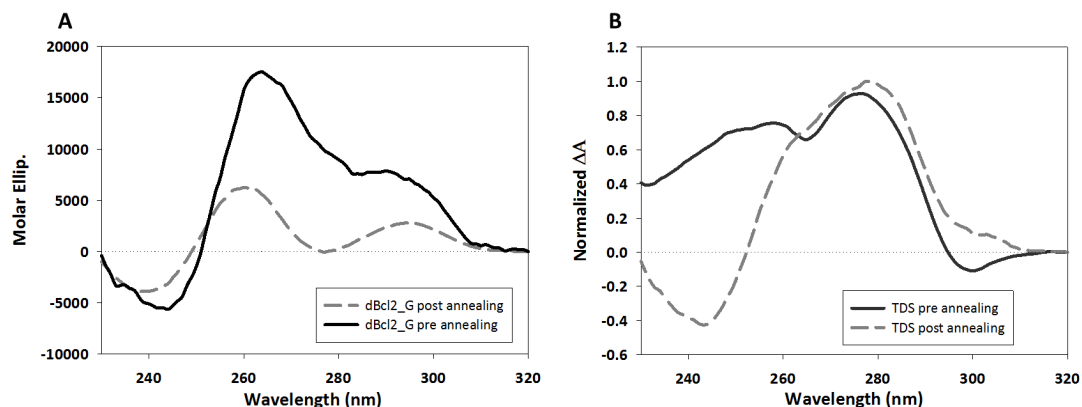 A
Molar Ellip.
20000
15000
10000
5000
0
-5000
-10000
240
260
280
300
320
Wavelength (nm)
dBcl2_G post annealing
dBcl2_G pre annealing
B
Normalized ΔA
1.2
1.0
0.8
0.6
0.4
0.2
0.0
-0.2
-0.4
-0.6
240
260
280
300
320
Wavelength (nm)
TDS pre annealing
TDS post annealing